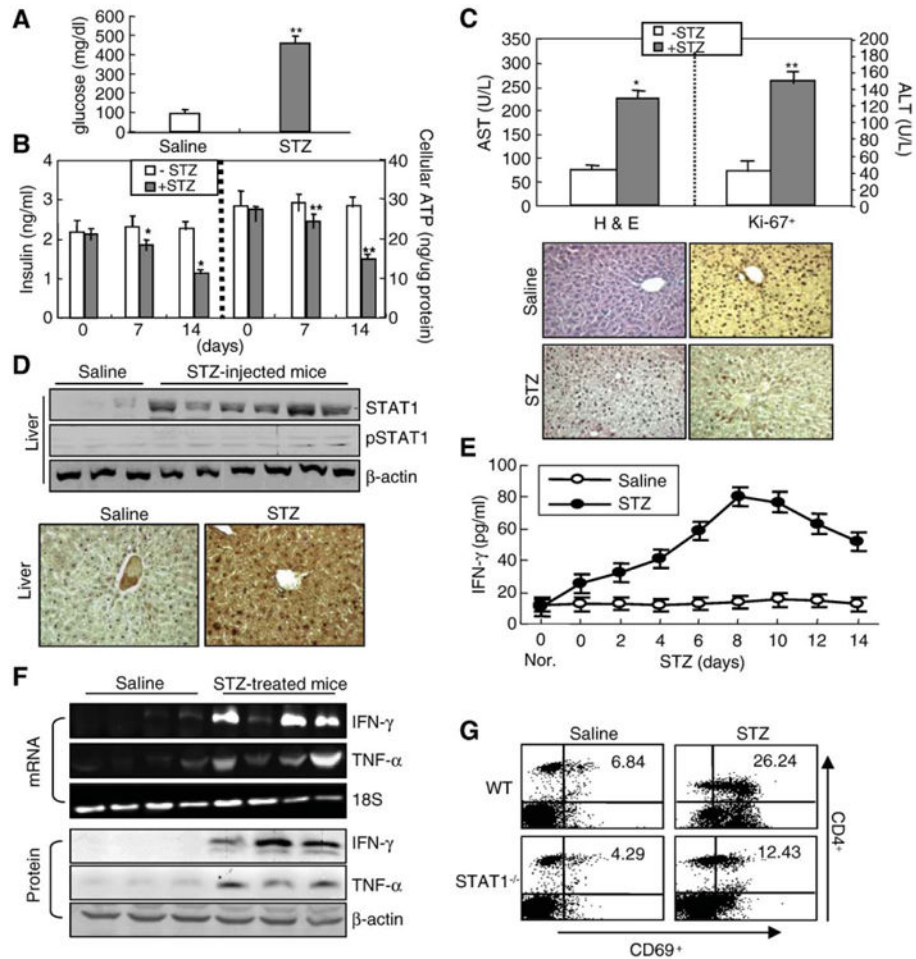 A
glucose (mg/dl)
600
500
400
300
200
100
0
**
Saline
STZ
B
Insulin (ng/ml)
4
3
2
1
0
- STZ
+STZ
*
*
**
**
40
30
20
10
0
Cellular ATP (ng/ug protein)
0 7 14 0 7 14
(days)
C
-STZ
+STZ
AST (U/L)
350
300
250
200
150
100
50
0
*
**
200
180
160
140
120
100
80
60
40
20
0
ALT (U/L)
H & E
Ki-67+
Saline
STZ
D
Saline
STZ-injected mice
Liver
STAT1
pSTAT1
β-actin
Saline
STZ
Liver
E
Saline
STZ
IFN-γ (pg/ml)
100
80
60
40
20
0
0 0 2 4 6 8 10 12 14
Nor.
STZ (days)
F
Saline
STZ-treated mice
mRNA
IFN-γ
TNF-α
18S
Protein
IFN-γ
TNF-α
β-actin
G
Saline
STZ
WT
6.84
26.24
STAT1-/-
4.29
12.43
CD4+
CD69+